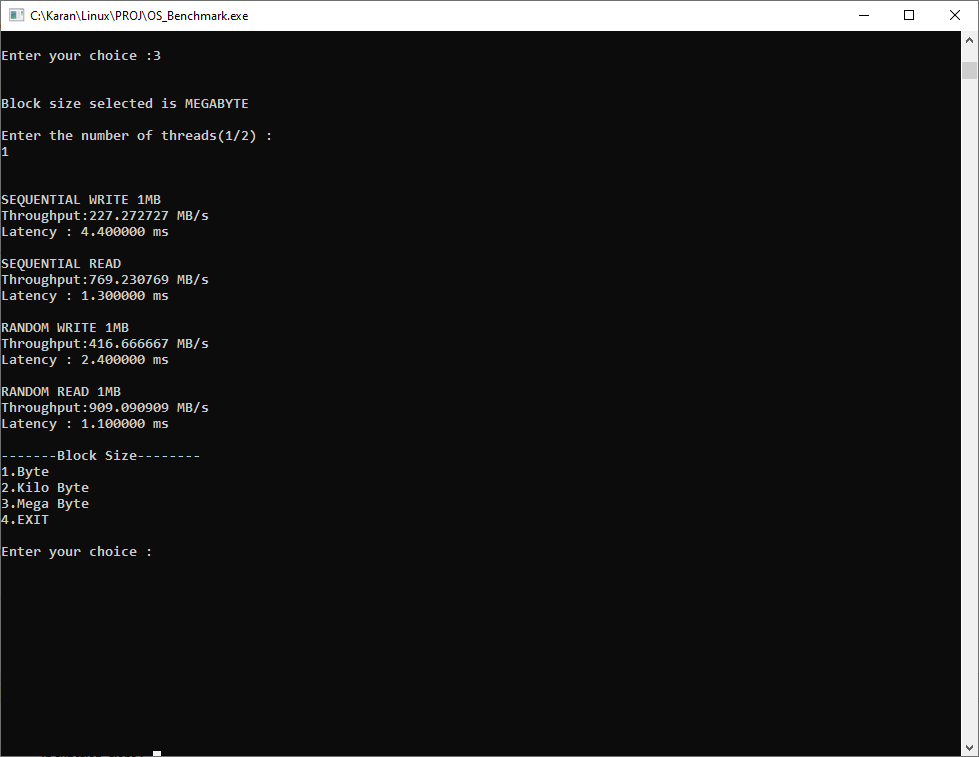 C:\Karan\Linux\PROJ\OS_Benchmark.exe
Enter your choice :3
Block size selected is MEGABYTE
Enter the number of threads(1/2) :
1
SEQUENTIAL WRITE 1MB
Throughput:227.272727 MB/s
Latency : 4.400000 ms
SEQUENTIAL READ
Throughput:769.230769 MB/s
Latency : 1.300000 ms
RANDOM WRITE 1MB
Throughput:416.666667 MB/s
Latency : 2.400000 ms
RANDOM READ 1MB
Throughput:909.090909 MB/s
Latency : 1.100000 ms
-------Block Size--------
1.Byte
2.Kilo Byte
3.Mega Byte
4.EXIT
Enter your choice :